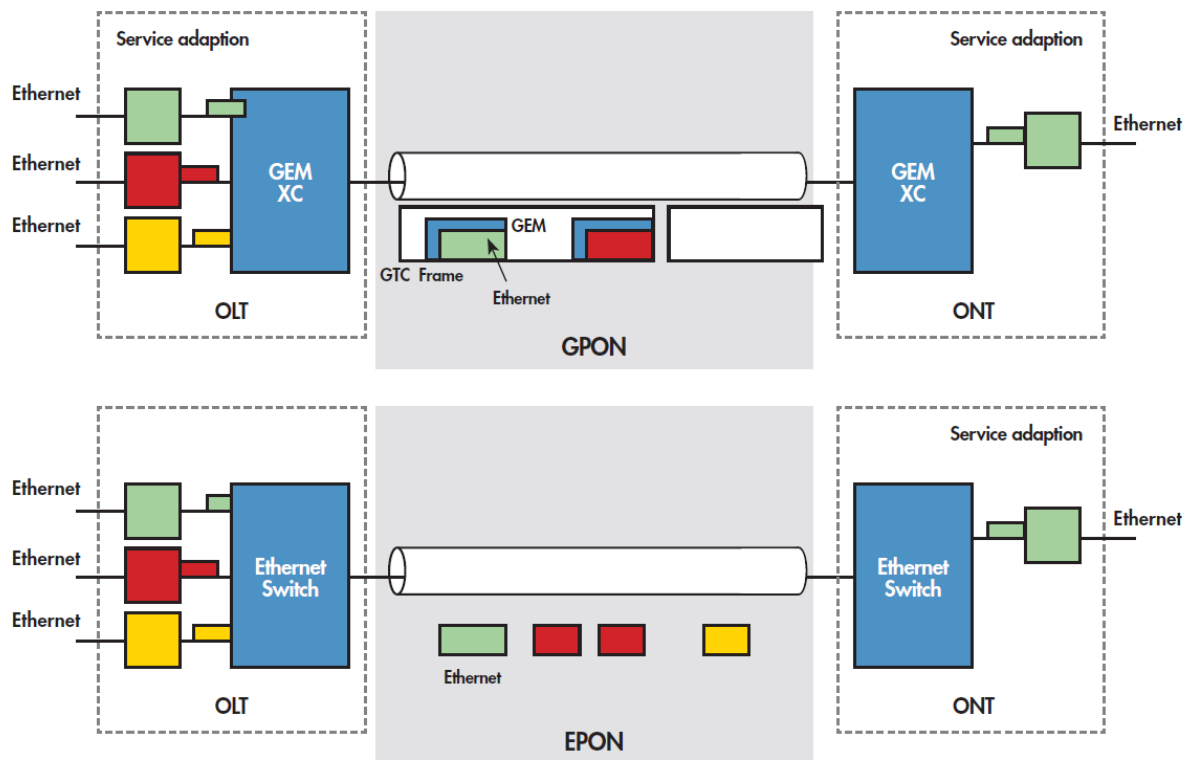 Service adaption
Service adaption
Ethernet
Ethernet
Ethernet
Ethernet
GEM
XC
GEM
XC
GEM
GTC Frame
Ethernet
OLT
ONT
GPON
Service adaption
Ethernet
Ethernet
Ethernet
Ethernet
Ethernet
Switch
Ethernet
Switch
Ethernet
OLT
ONT
EPON